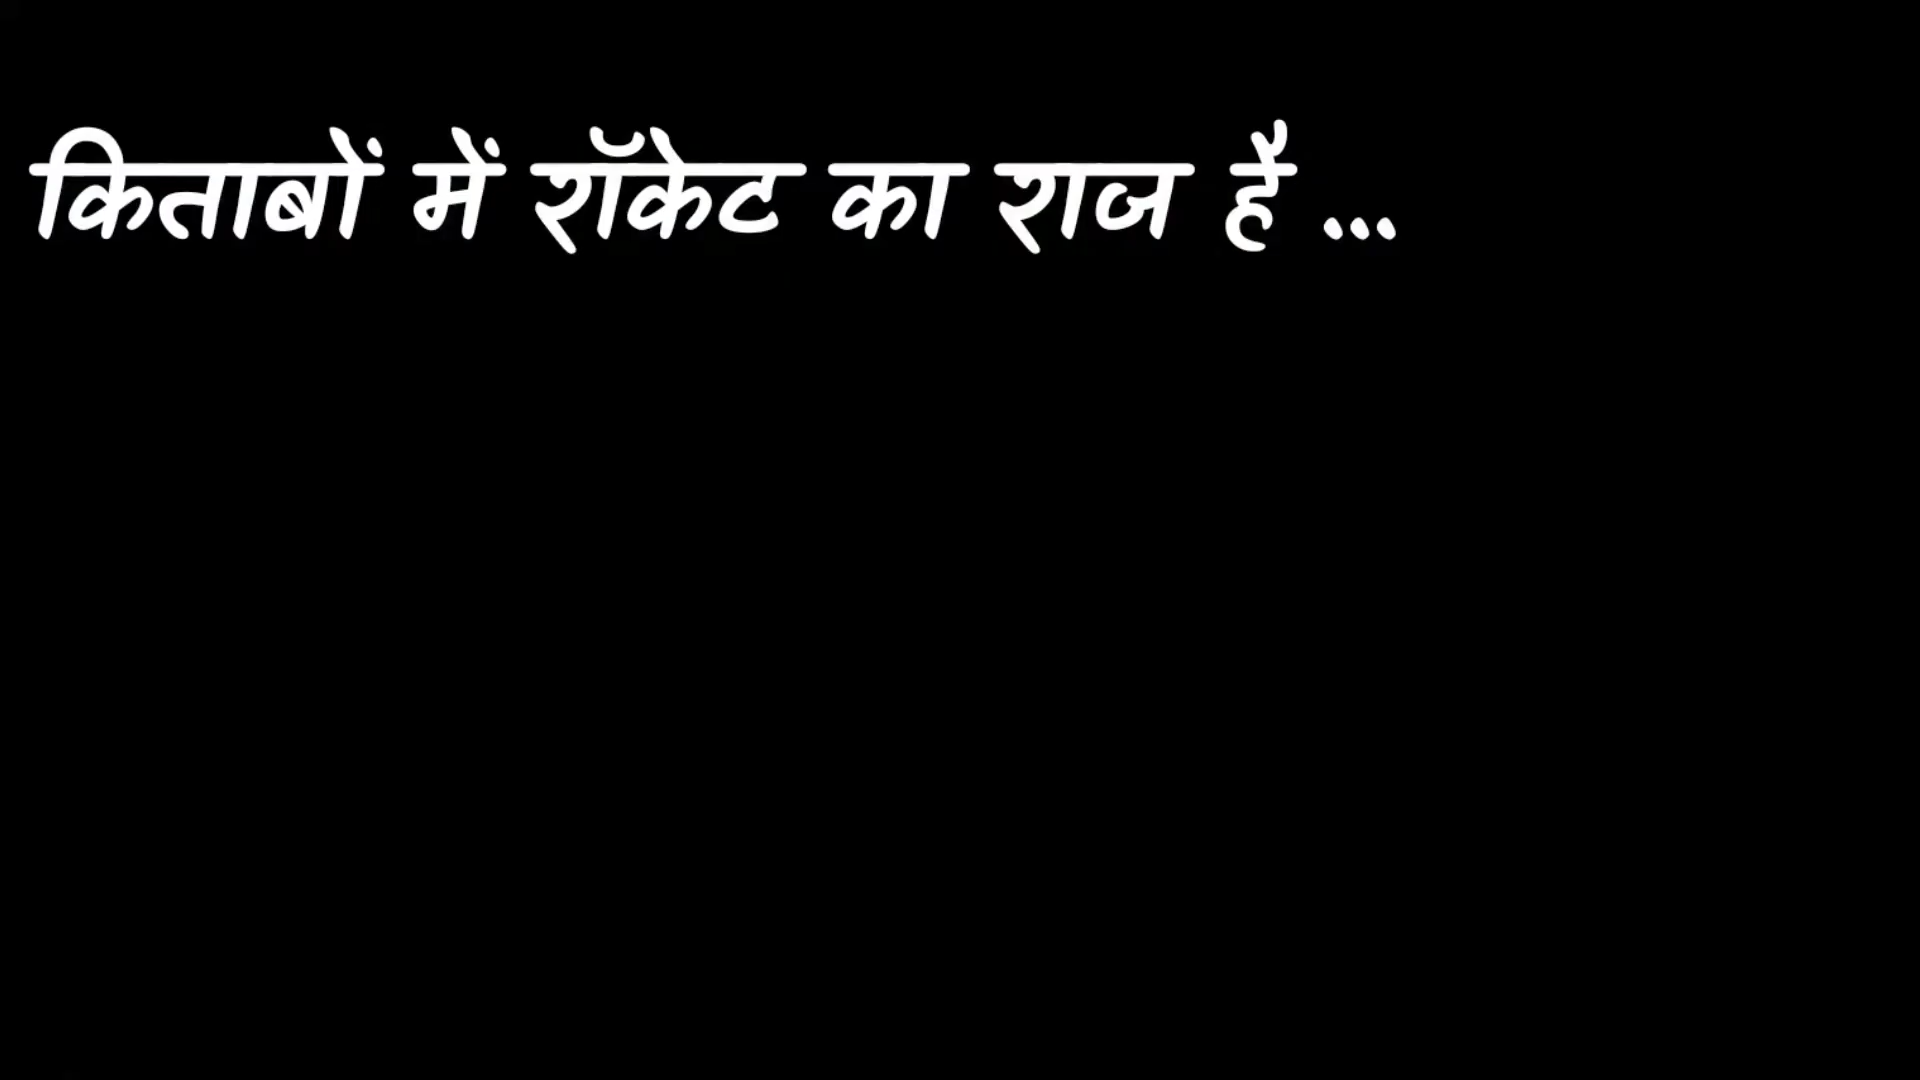 किताबों में रॉकेट का राज है ...